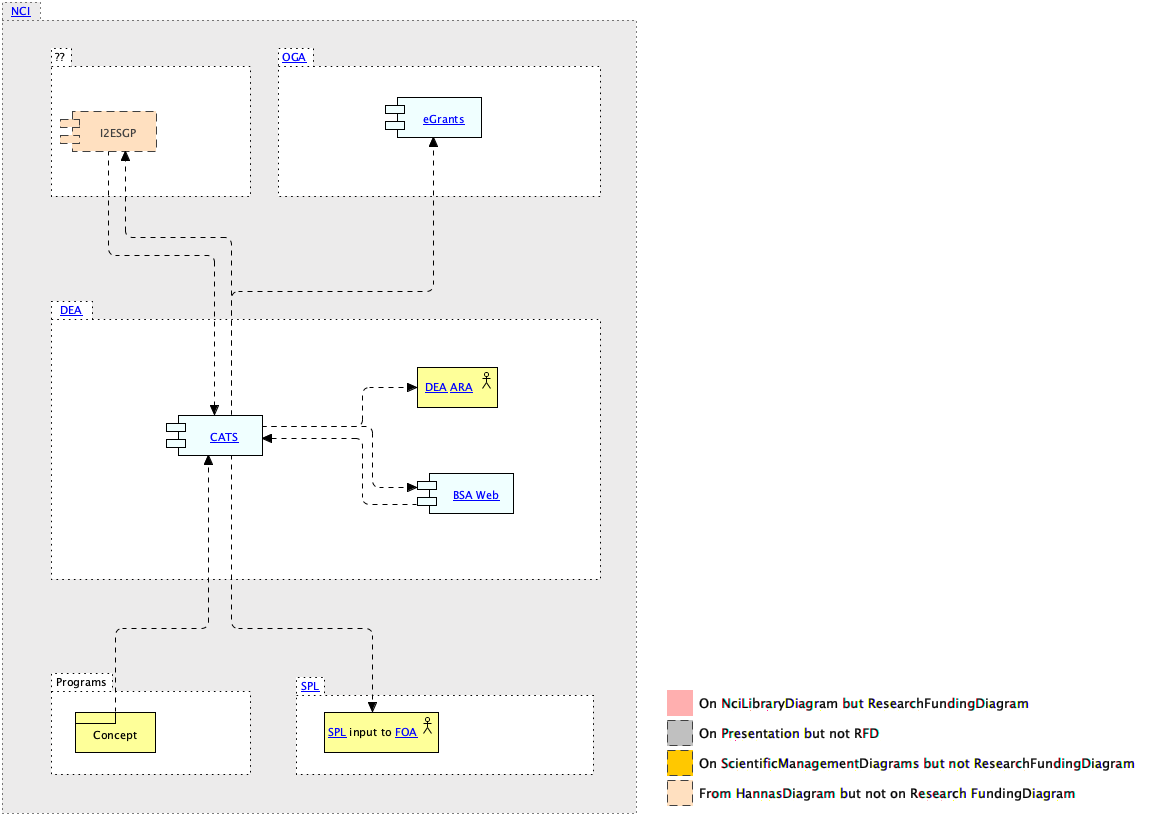 NCI
??
OGA
I2ESGP
eGrants
DEA
DEA ARA
CATS
BSA Web
Programs
SPL
Concept
SPL input to FOA
On NciLibraryDiagram but ResearchFundingDiagram
On Presentation but not RFD
On ScientificManagementDiagrams but not ResearchFundingDiagram
From HannasDiagram but not on Research FundingDiagram